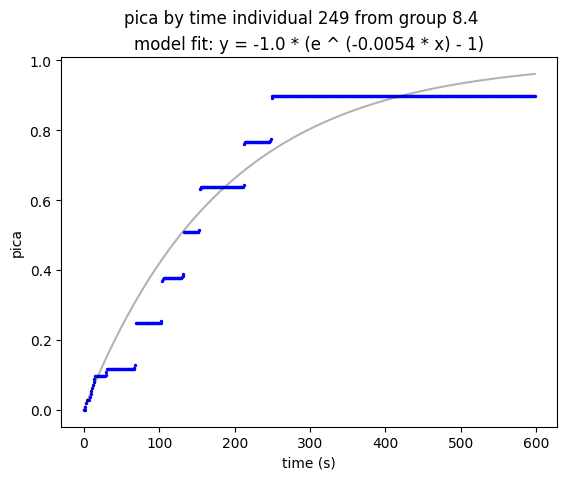 pica by time individual 249 from group 8.4
model fit: y = -1.0 * (e ^ (-0.0054 * x) - 1)
1.0
0.8
0.6
0.4
0.2
0.0
pica
0 100 200 300 400 500 600
time (s)